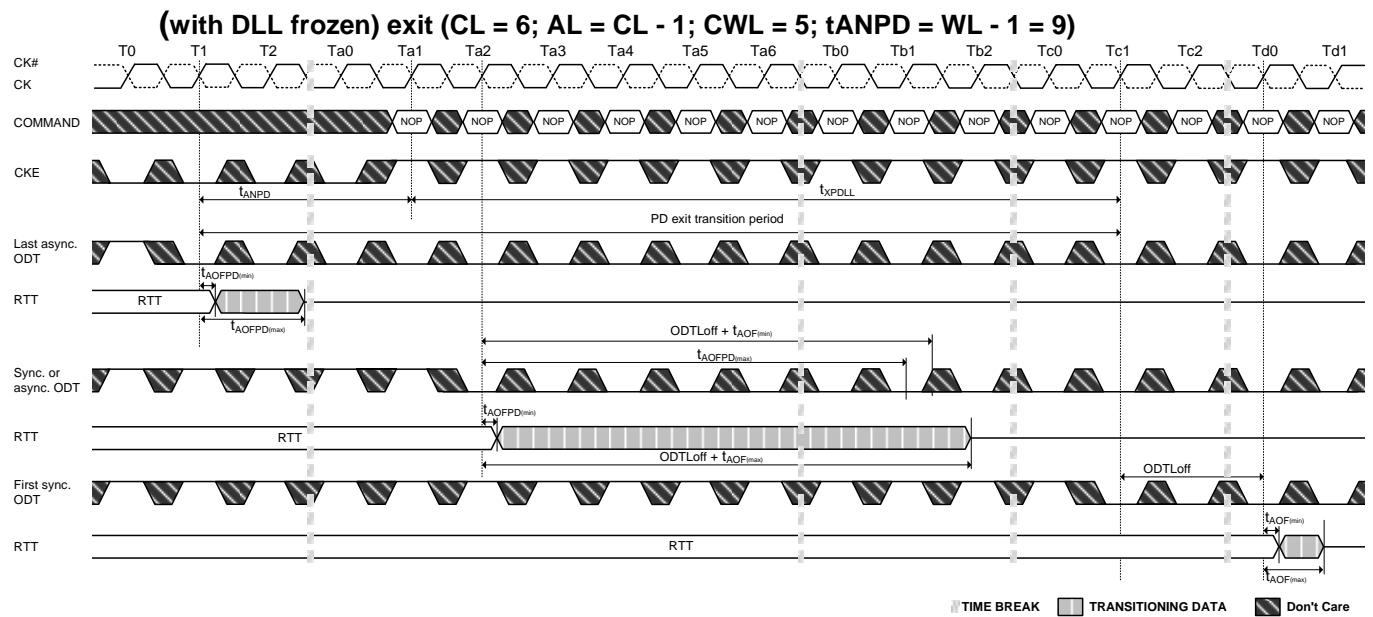 (with DLL frozen) exit (CL = 6; AL = CL - 1; CWL = 5; tANPD = WL - 1 = 9)
T0 T1 T2 Ta0 Ta1 Ta2 Ta3 Ta4 Ta5 Ta6 Tb0 Tb1 Tb2 Tc0 Tc1 Tc2 Td0 Td1
CK#
CK
COMMAND NOP NOP NOP NOP NOP NOP NOP NOP NOP NOP NOP NOP NOP NOP
CKE
tANPD tXPDLL
PD exit transition period
Last async.
ODT
tAOFPD(min)
RTT RTT
tAOFPD(max)
ODTLoff + tAOF(min)
tAOFPD(max)
Sync. or
async. ODT
tAOFPD(min)
RTT RTT
ODTLoff + tAOF(max)
ODTLoff
First sync.
ODT
tAOF(min)
RTT RTT
tAOF(max)
TIME BREAK TRANSITIONING DATA Don't Care